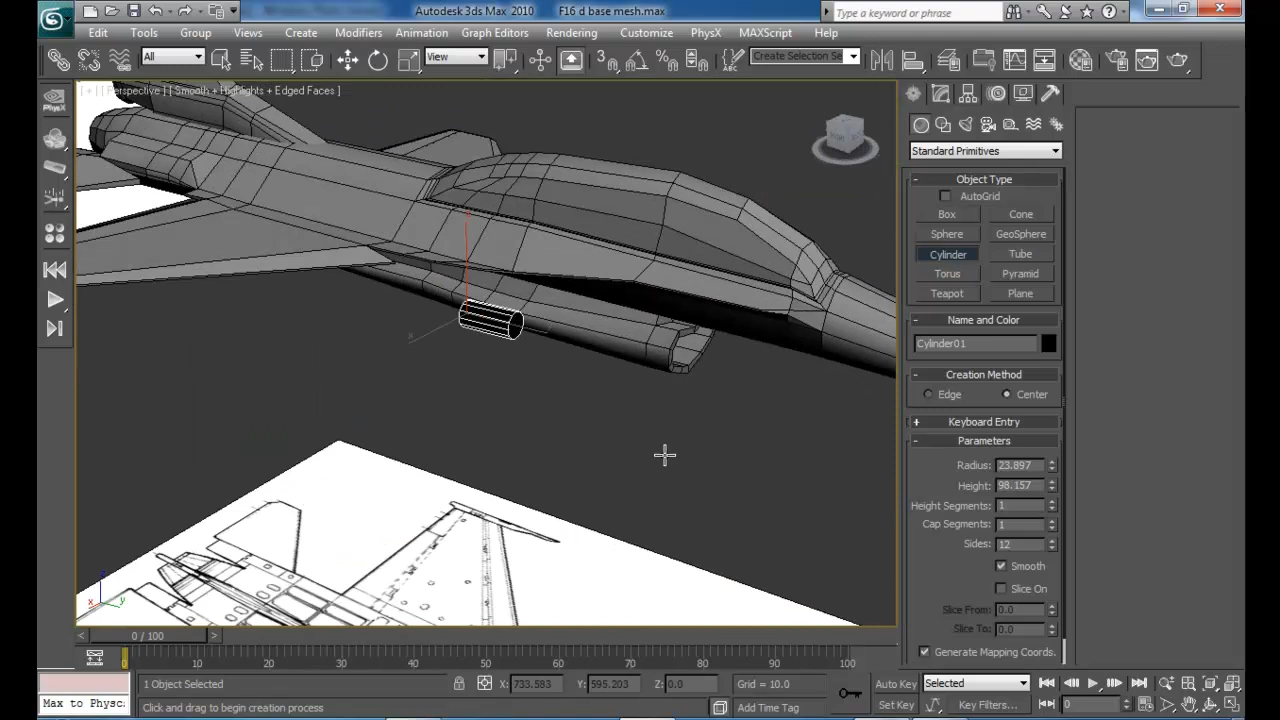 Autodesk 3ds Max 2010 F16 d base mesh.max
Type a keyword or phrase
Edit Tools Group Views Create Modifiers Animation Graph Editors Rendering Customize PhysX MAXScript Help
All View 3 Create Selection Se
[ + ] [ Perspective ] [ Smooth + Highlights + Edged Faces ]
PhysX
Standard Primitives
- Object Type
AutoGrid
Box Cone
Sphere GeoSphere
Cylinder Tube
Torus Pyramid
Teapot Plane
- Name and Color
Cylinder01
- Creation Method
Edge Center
+ Keyboard Entry
- Parameters
Radius: 23.897
Height: 98.157
Height Segments: 1
Cap Segments: 1
Sides: 12
Smooth
Slice On
Slice From: 0.0
Slice To: 0.0
Generate Mapping Coords.
x
z
x y
< 0 / 100 >
0 10 20 30 40 50 60 70 80 90 100
1 Object Selected X: 733.583 Y: 595.203 Z: 0.0 Grid = 10.0 Auto Key Selected
Max to Physc: Click and drag to begin creation process Add Time Tag Set Key Key Filters... 0